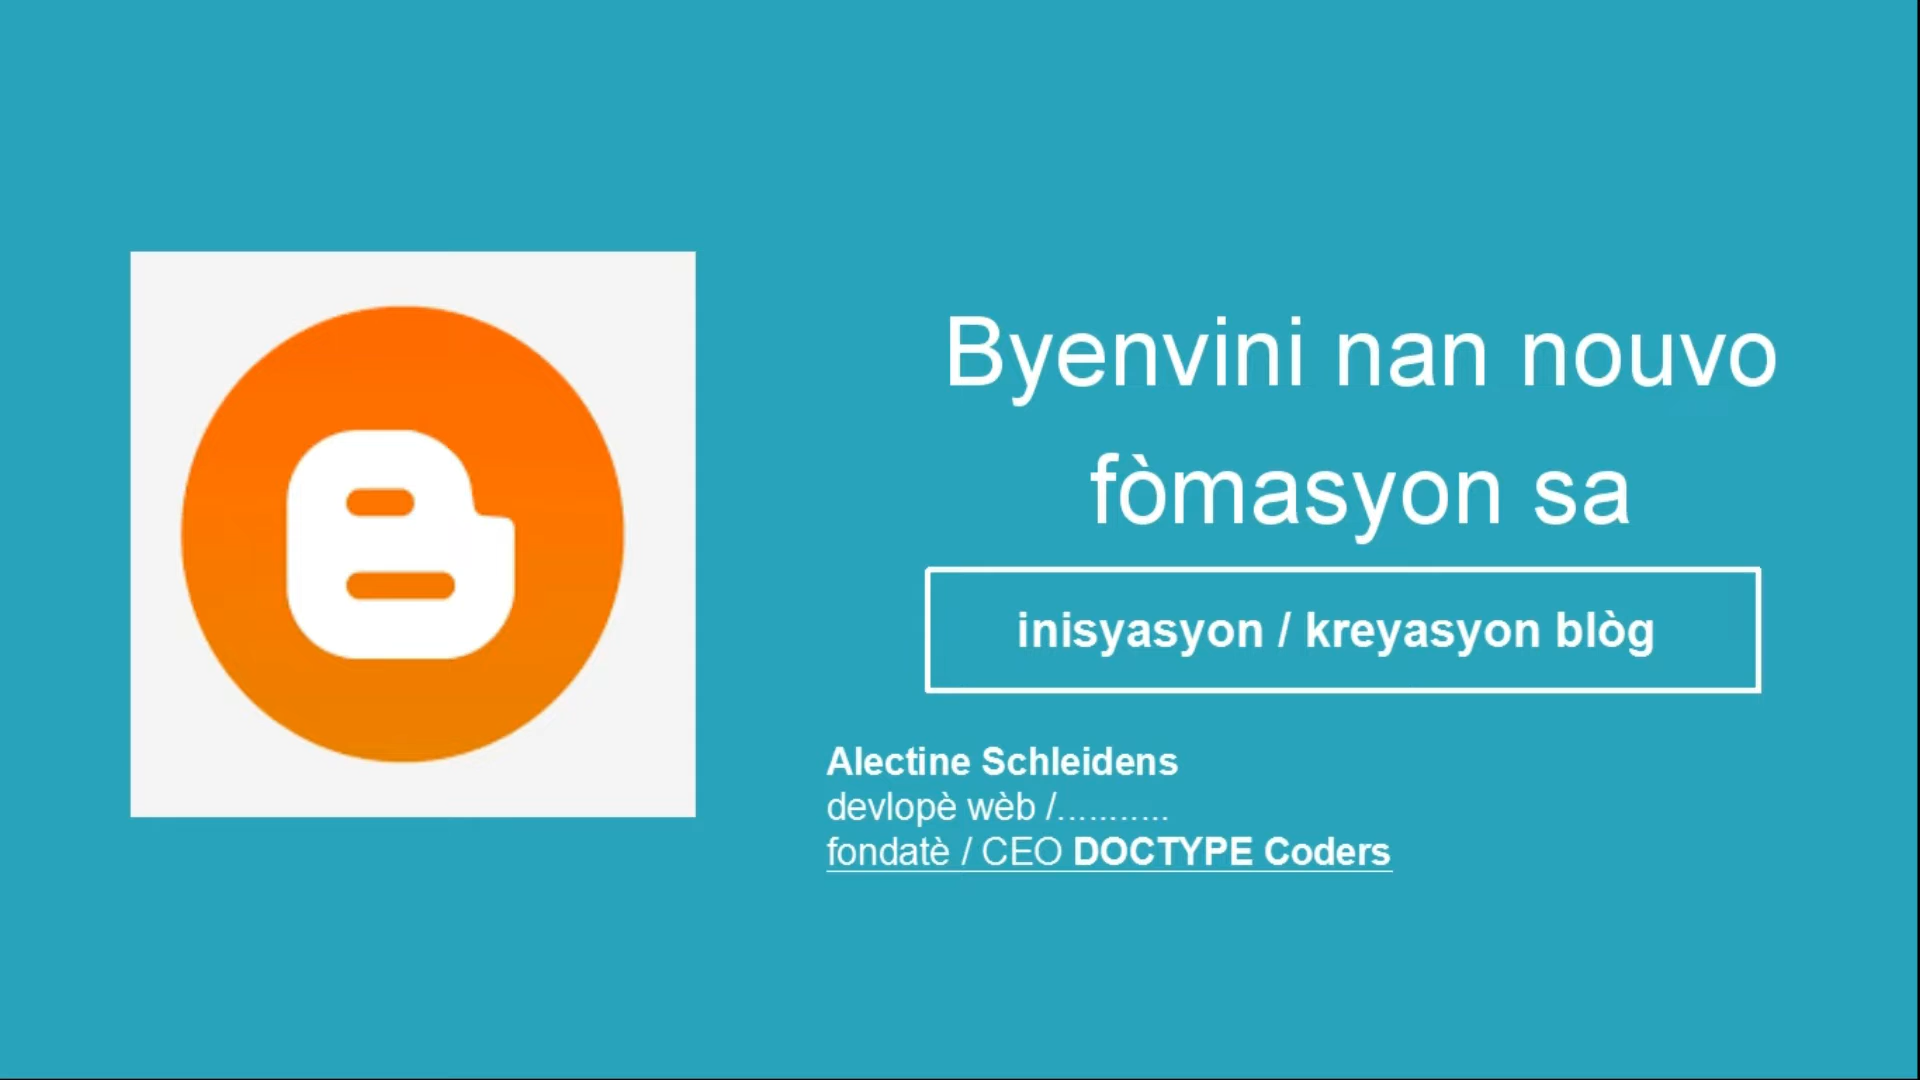 Byenvini nan nouvo
fòmasyon sa
inisyasyon / kreyasyon blòg
Alectine Schleidens
devlopè wèb /...........
fondatè / CEO DOCTYPE Coders